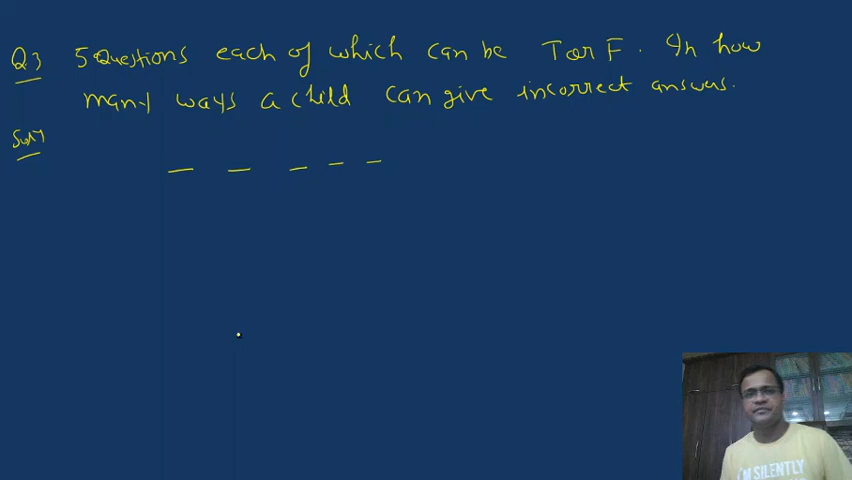 Q3 5 Questions each of which can be T or F. In how
many ways a child can give incorrect answers.
Solⁿ
I'M SILENTLY